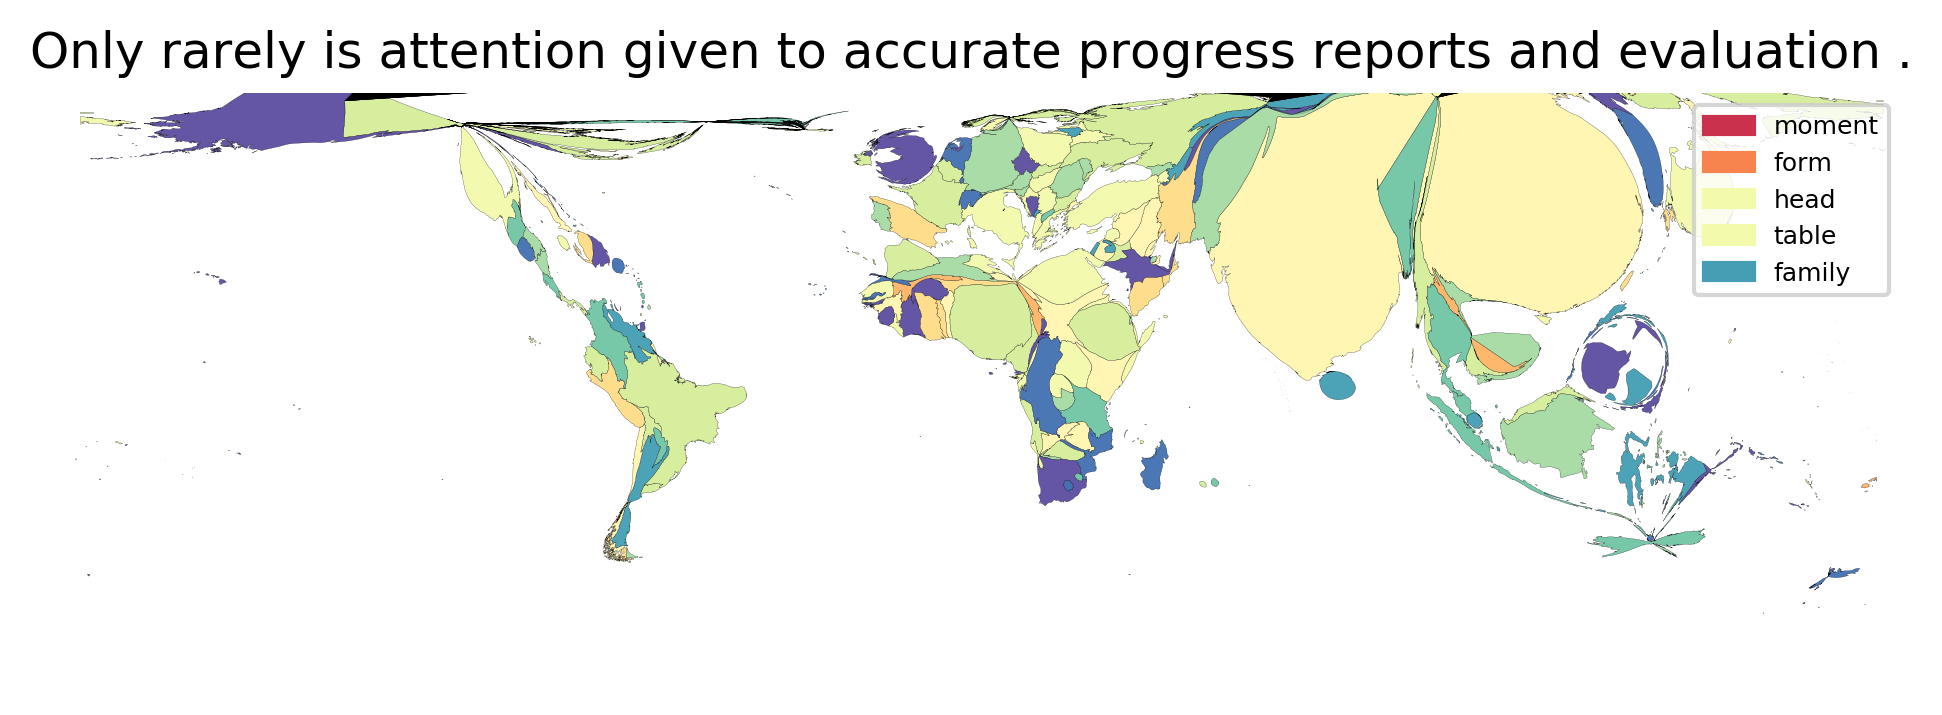 Only rarely is attention given to accurate progress reports and evaluation .
moment
form
head
table
family